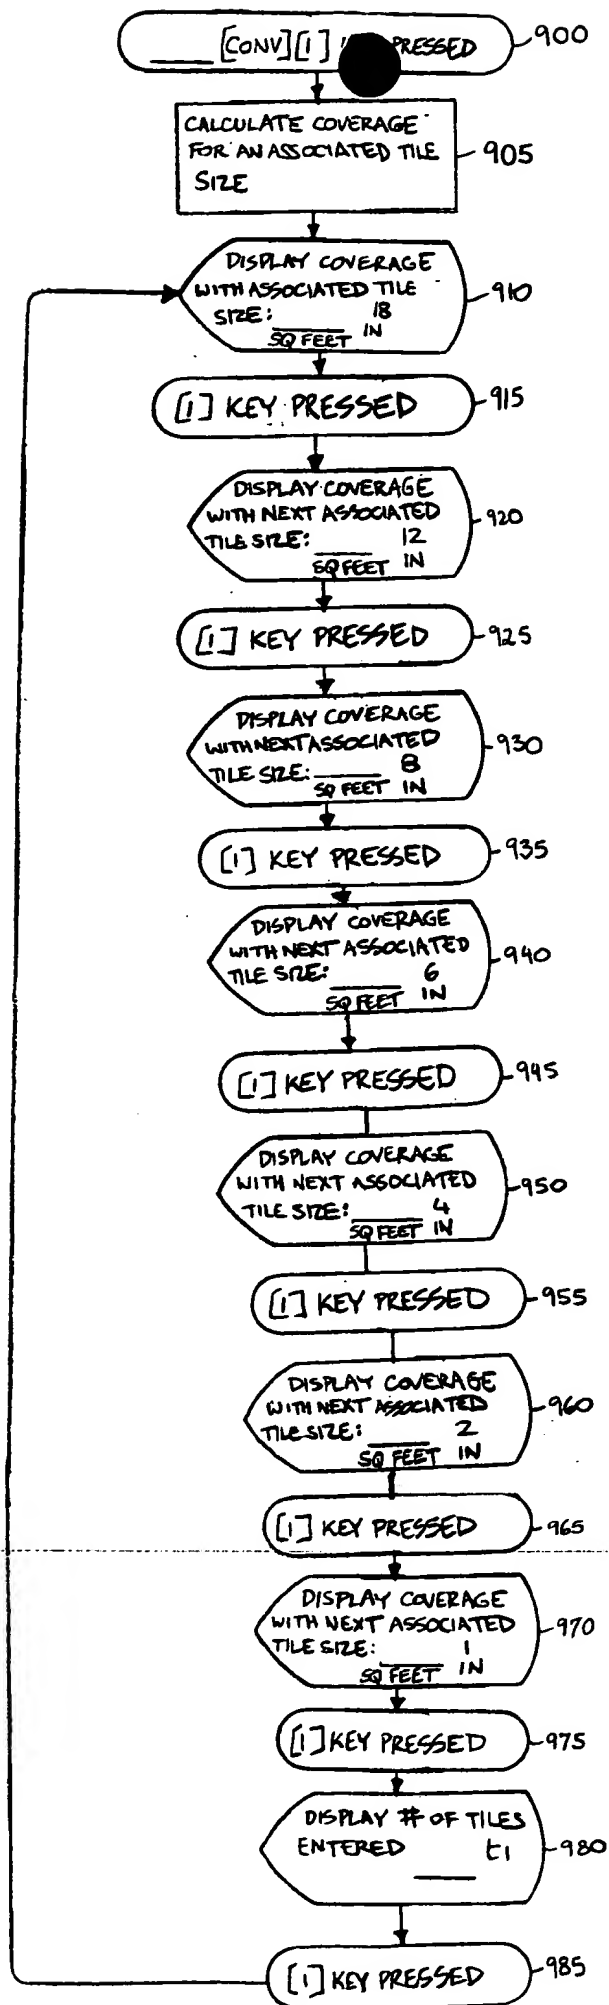 [CONV] [1] PRESSED
900
CALCULATE COVERAGE
FOR AN ASSOCIATED TILE
SIZE
905
DISPLAY COVERAGE
WITH ASSOCIATED TILE
SIZE: 18
SQ FEET IN
910
[1] KEY PRESSED
915
DISPLAY COVERAGE
WITH NEXT ASSOCIATED
TILE SIZE: 12
SQ FEET IN
920
[1] KEY PRESSED
925
DISPLAY COVERAGE
WITH NEXT ASSOCIATED
TILE SIZE: 8
SQ FEET IN
930
[1] KEY PRESSED
935
DISPLAY COVERAGE
WITH NEXT ASSOCIATED
TILE SIZE: 6
SQ FEET IN
940
[1] KEY PRESSED
945
DISPLAY COVERAGE
WITH NEXT ASSOCIATED
TILE SIZE: 4
SQ FEET IN
950
[1] KEY PRESSED
955
DISPLAY COVERAGE
WITH NEXT ASSOCIATED
TILE SIZE: 2
SQ FEET IN
960
[1] KEY PRESSED
965
DISPLAY COVERAGE
WITH NEXT ASSOCIATED
TILE SIZE: 1
SQ FEET IN
970
[1] KEY PRESSED
975
DISPLAY # OF TILES
ENTERED ti
980
[1] KEY PRESSED
985